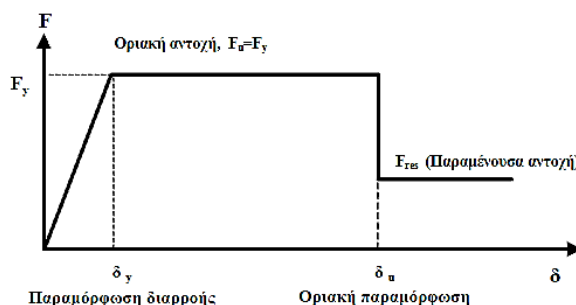 F
Οριακή αντοχή, Fu=Fy
Fy
Fres (Παραμένουσα αντοχή)
δy
δu
δ
Παραμόρφωση διαρροής
Οριακή παραμόρφωση